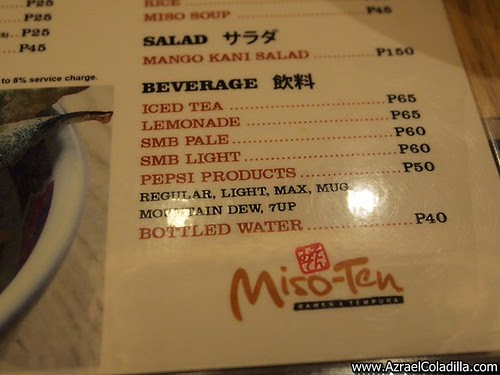 P25
P25
S) P25
P45
to 8% service charge.
RICE
MISO SOUP P45
SALAD サラダ
MANGO KANI SALAD P150
BEVERAGE 飲料
ICED TEA P65
LEMONADE P65
SMB PALE P60
SMB LIGHT P60
PEPSI PRODUCTS P50
REGULAR, LIGHT, MAX, MUG,
MOUNTAIN DEW, 7UP
BOTTLED WATER P40
Miso-Ten
RAMEN & TEMPURA
www.AzraelColadilla.com